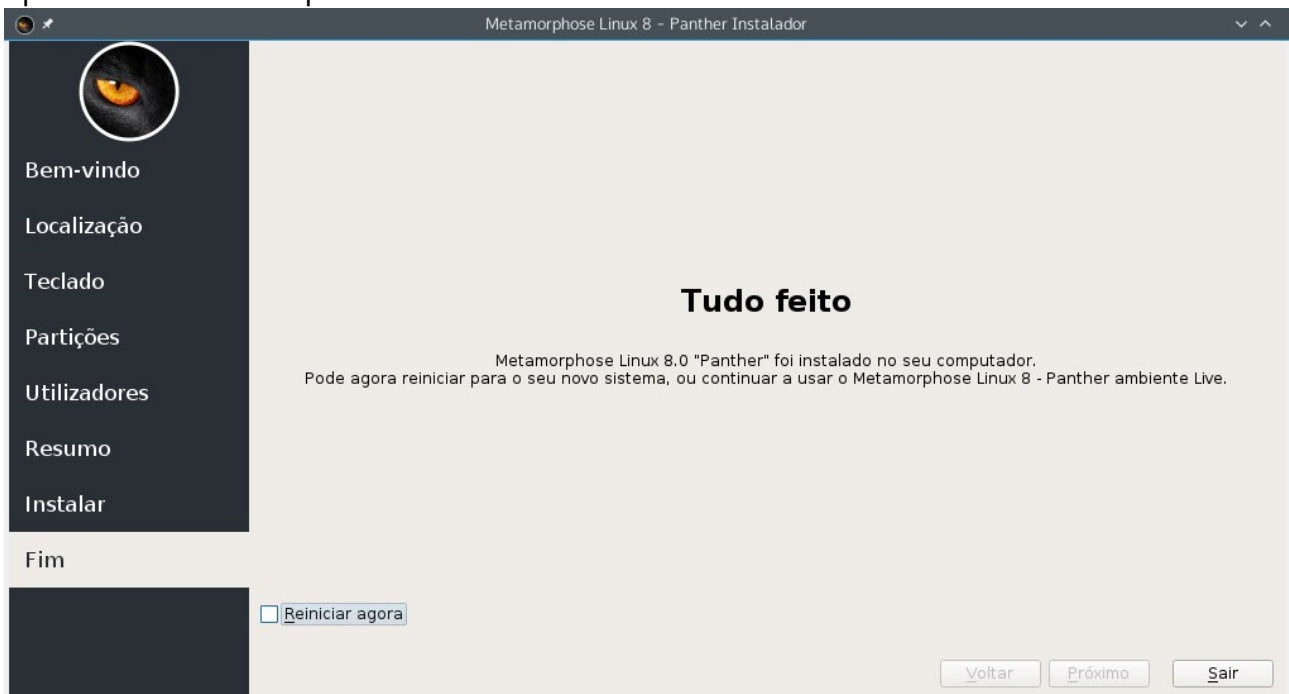 Metamorphose Linux 8 - Panther Instalador
Bem-vindo
Localização
Teclado
Partições
Utilizadores
Resumo
Instalar
Fim
Tudo feito
Metamorphose Linux 8.0 "Panther" foi instalado no seu computador.
Pode agora reiniciar para o seu novo sistema, ou continuar a usar o Metamorphose Linux 8 - Panther ambiente Live.
Reiniciar agora
Voltar
Próximo
Sair